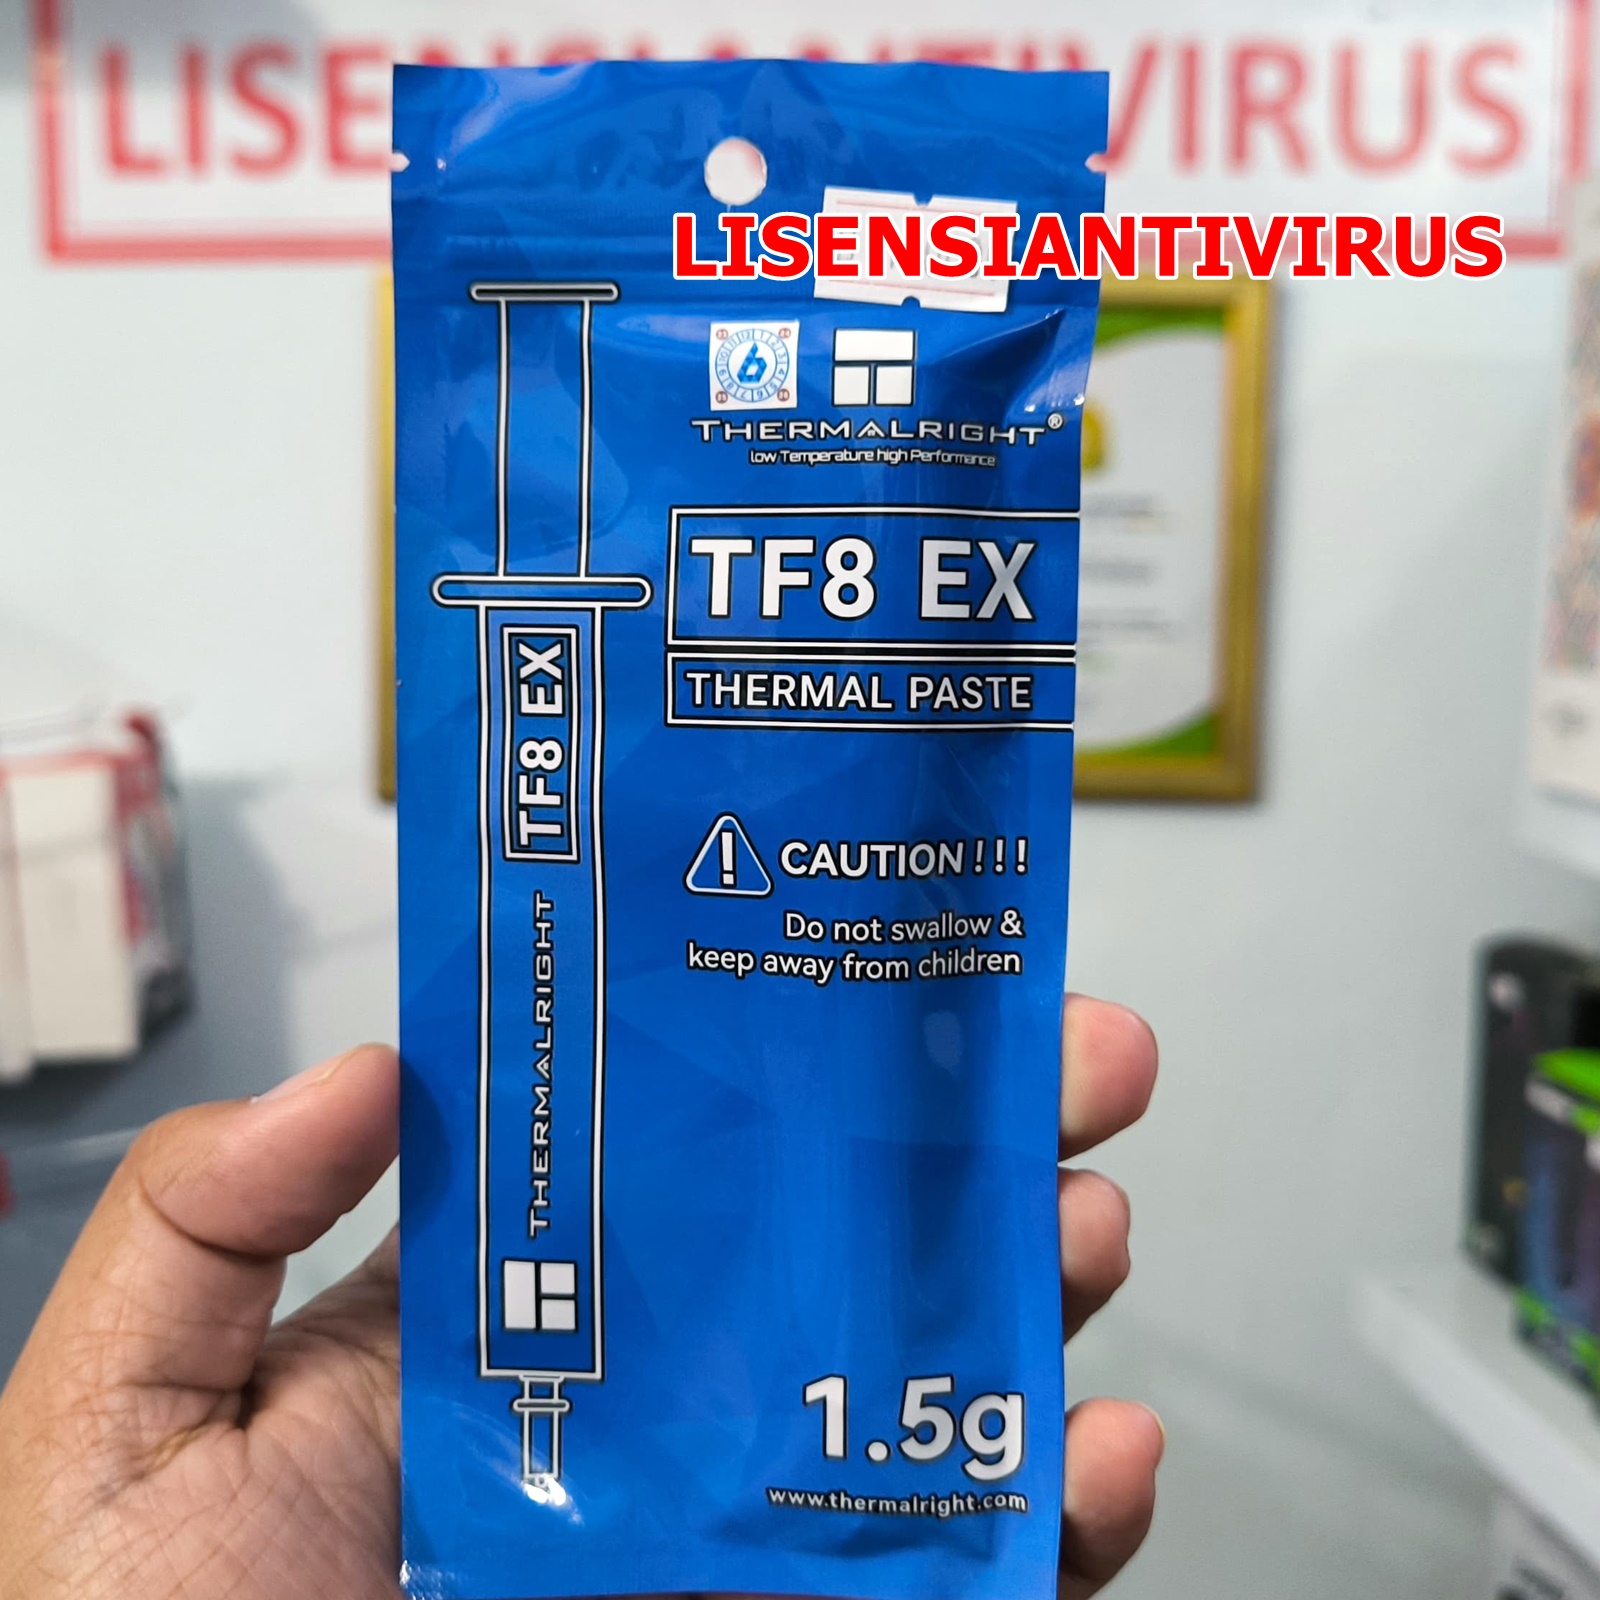 LISENSIANTIVIRUS
LISENSIANTIVIRUS
THERMALRIGHT®
Low Temperature high Performance
TF8 EX
THERMAL PASTE
TF8 EX
THERMALRIGHT
CAUTION!!!
Do not swallow &
keep away from children
1.5g
www.thermalright.com